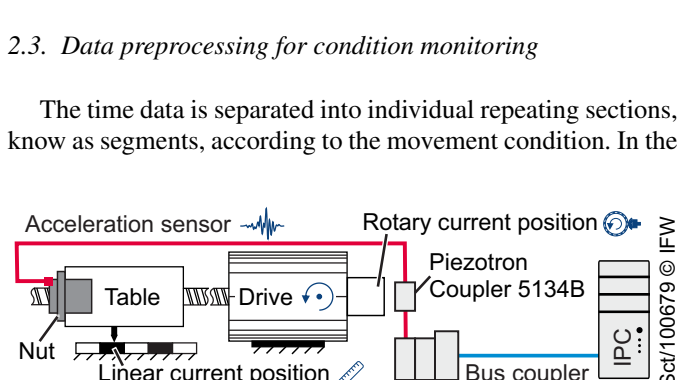 2.3. Data preprocessing for condition monitoring
The time data is separated into individual repeating sections,
know as segments, according to the movement condition. In the
Acceleration sensor
Rotary current position
Piezotron
Coupler 5134B
Table
Drive
Nut
Linear current position
Bus coupler
IPC
Sct/100679 © IFW